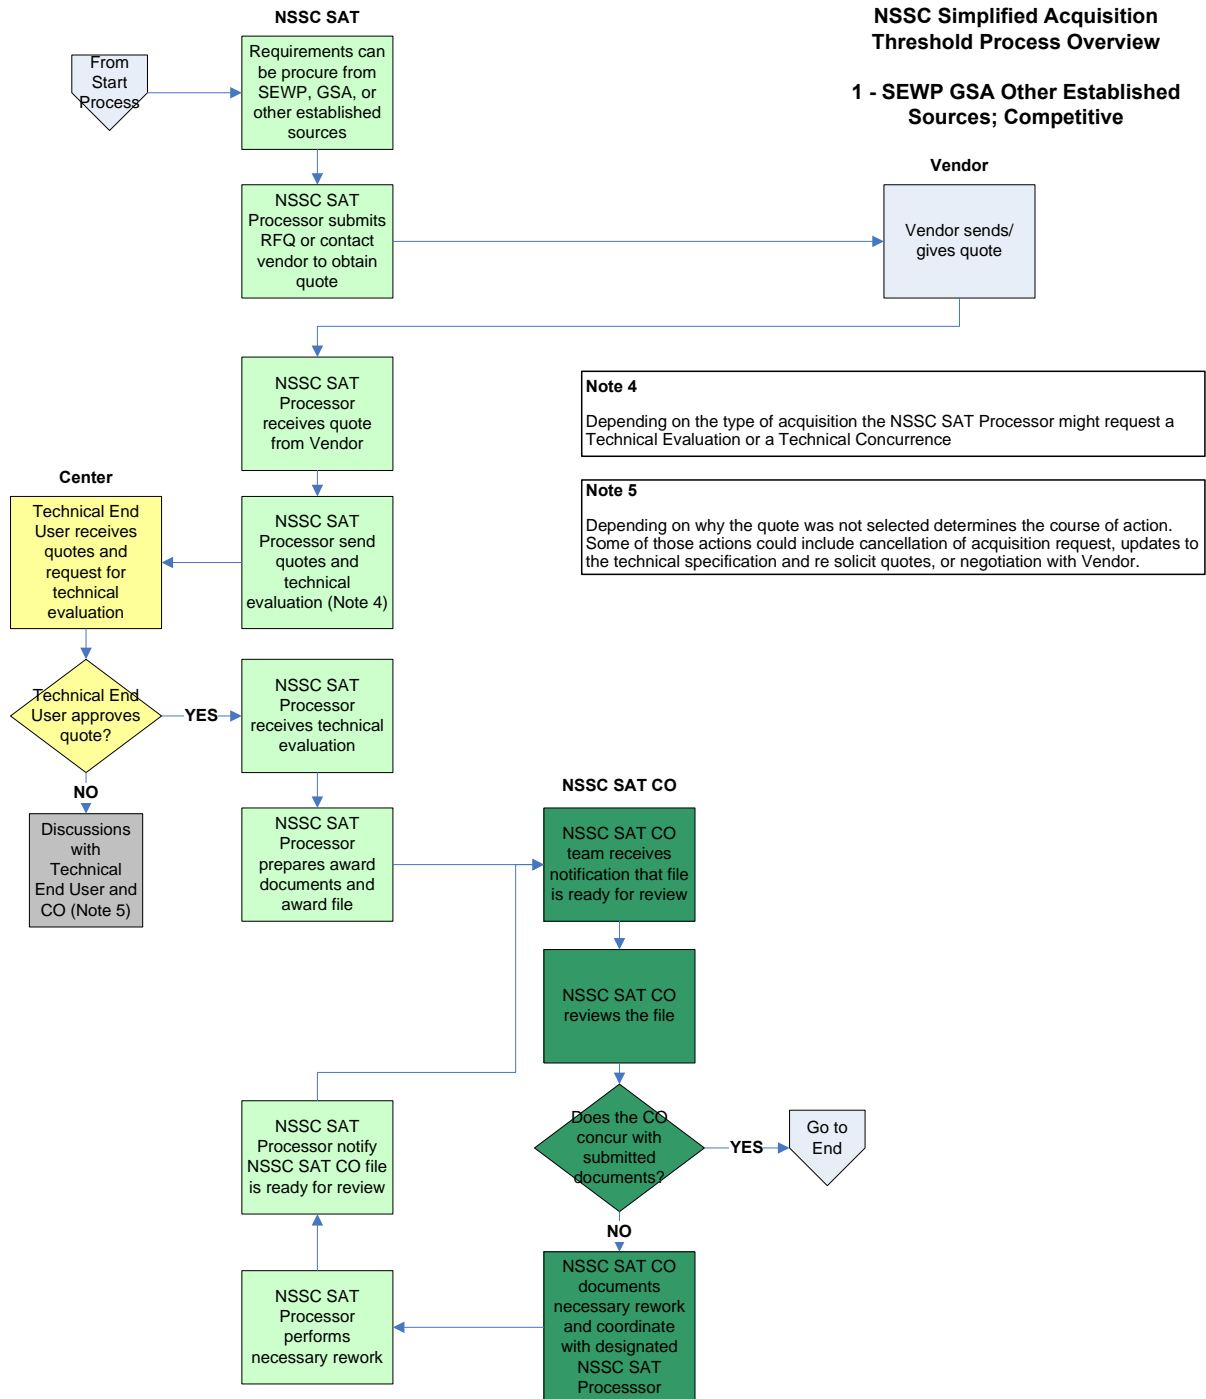 NSSC SAT
NSSC Simplified Acquisition
Threshold Process Overview
1 - SEWP GSA Other Established
Sources; Competitive
From
Start
Process
Requirements can
be procure from
SEWP, GSA, or
other established
sources
Vendor
NSSC SAT
Processor submits
RFQ or contact
vendor to obtain
quote
Vendor sends/
gives quote
NSSC SAT
Processor
receives quote
from Vendor
Note 4
Depending on the type of acquisition the NSSC SAT Processor might request a
Technical Evaluation or a Technical Concurrence
Note 5
Depending on why the quote was not selected determines the course of action.
Some of those actions could include cancellation of acquisition request, updates to
the technical specification and re solicit quotes, or negotiation with Vendor.
Center
Technical End
User receives
quotes and
request for
technical
evaluation
NSSC SAT
Processor send
quotes and
technical
evaluation (Note 4)
Technical End
User approves
quote?
YES
NSSC SAT
Processor
receives technical
evaluation
NO
Discussions
with
Technical
End User and
CO (Note 5)
NSSC SAT
Processor
prepares award
documents and
award file
NSSC SAT CO
NSSC SAT CO
team receives
notification that file
is ready for review
NSSC SAT CO
reviews the file
Does the CO
concur with
submitted
documents?
YES
Go to
End
NO
NSSC SAT
Processor notify
NSSC SAT CO file
is ready for review
NSSC SAT
Processor
performs
necessary rework
NSSC SAT CO
documents
necessary rework
and coordinate
with designated
NSSC SAT
Processsor